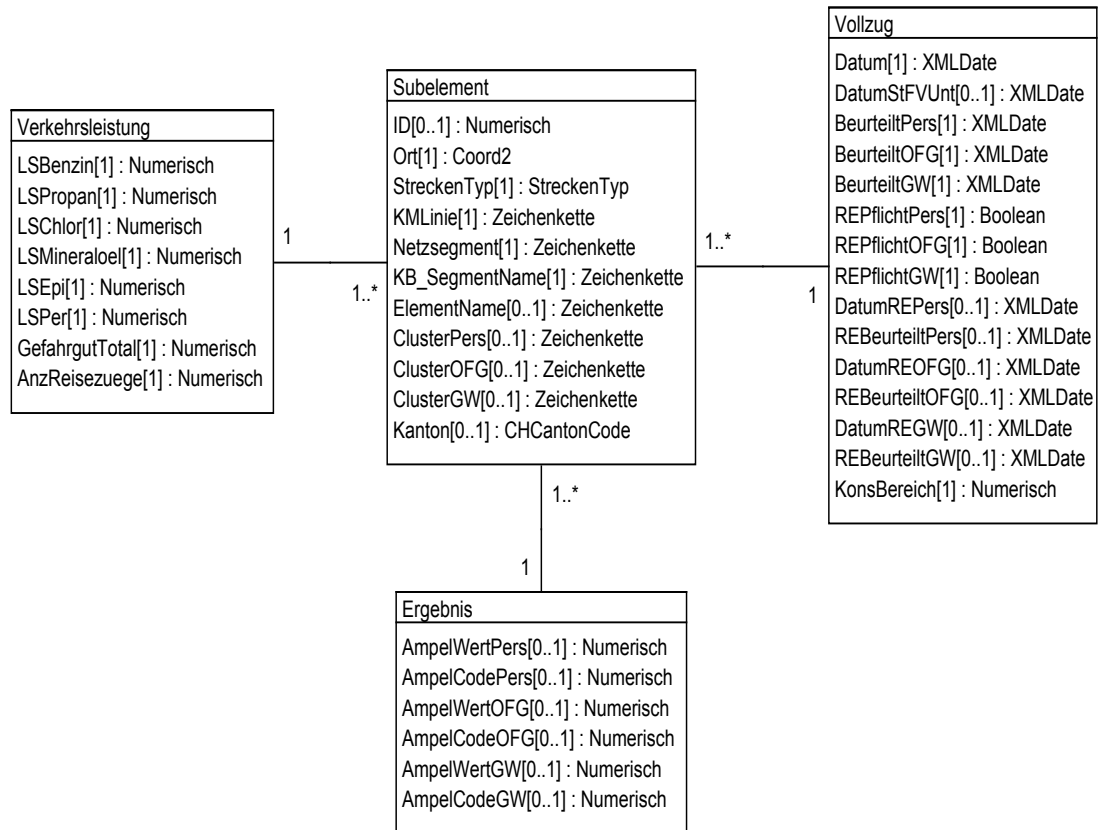 Verkehrsleistung
LSBenzin[1] : Numerisch
LSPropan[1] : Numerisch
LSChlor[1] : Numerisch
LSMineraloel[1] : Numerisch
LSEpi[1] : Numerisch
LSPer[1] : Numerisch
GefahrgutTotal[1] : Numerisch
AnzReisezuege[1] : Numerisch
1
1..*
Subelement
ID[0..1] : Numerisch
Ort[1] : Coord2
StreckenTyp[1] : StreckenTyp
KMLinie[1] : Zeichenkette
Netzsegment[1] : Zeichenkette
KB_SegmentName[1] : Zeichenkette
ElementName[0..1] : Zeichenkette
ClusterPers[0..1] : Zeichenkette
ClusterOFG[0..1] : Zeichenkette
ClusterGW[0..1] : Zeichenkette
Kanton[0..1] : CHCantonCode
1..*
1
Vollzug
Datum[1] : XMLDate
DatumStFVUnt[0..1] : XMLDate
BeurteiltPers[1] : XMLDate
BeurteiltOFG[1] : XMLDate
BeurteiltGW[1] : XMLDate
REPflichtPers[1] : Boolean
REPflichtOFG[1] : Boolean
REPflichtGW[1] : Boolean
DatumREPers[0..1] : XMLDate
REBeurteiltPers[0..1] : XMLDate
DatumREOFG[0..1] : XMLDate
REBeurteiltOFG[0..1] : XMLDate
DatumREGW[0..1] : XMLDate
REBeurteiltGW[0..1] : XMLDate
KonsBereich[1] : Numerisch
1..*
1
Ergebnis
AmpelWertPers[0..1] : Numerisch
AmpelCodePers[0..1] : Numerisch
AmpelWertOFG[0..1] : Numerisch
AmpelCodeOFG[0..1] : Numerisch
AmpelWertGW[0..1] : Numerisch
AmpelCodeGW[0..1] : Numerisch